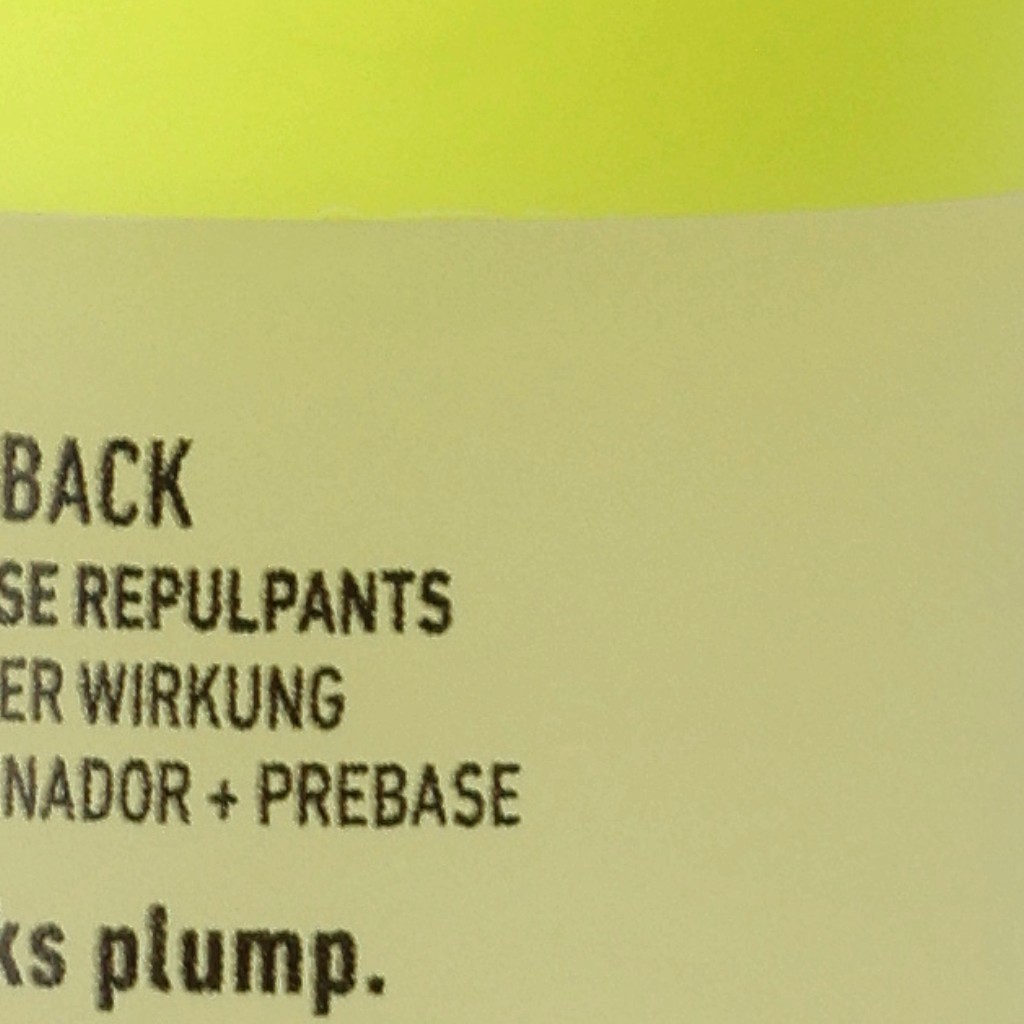 BACK
SE REPULPANTS
ER WIRKUNG
NADOR + PREBASE
ks plump.